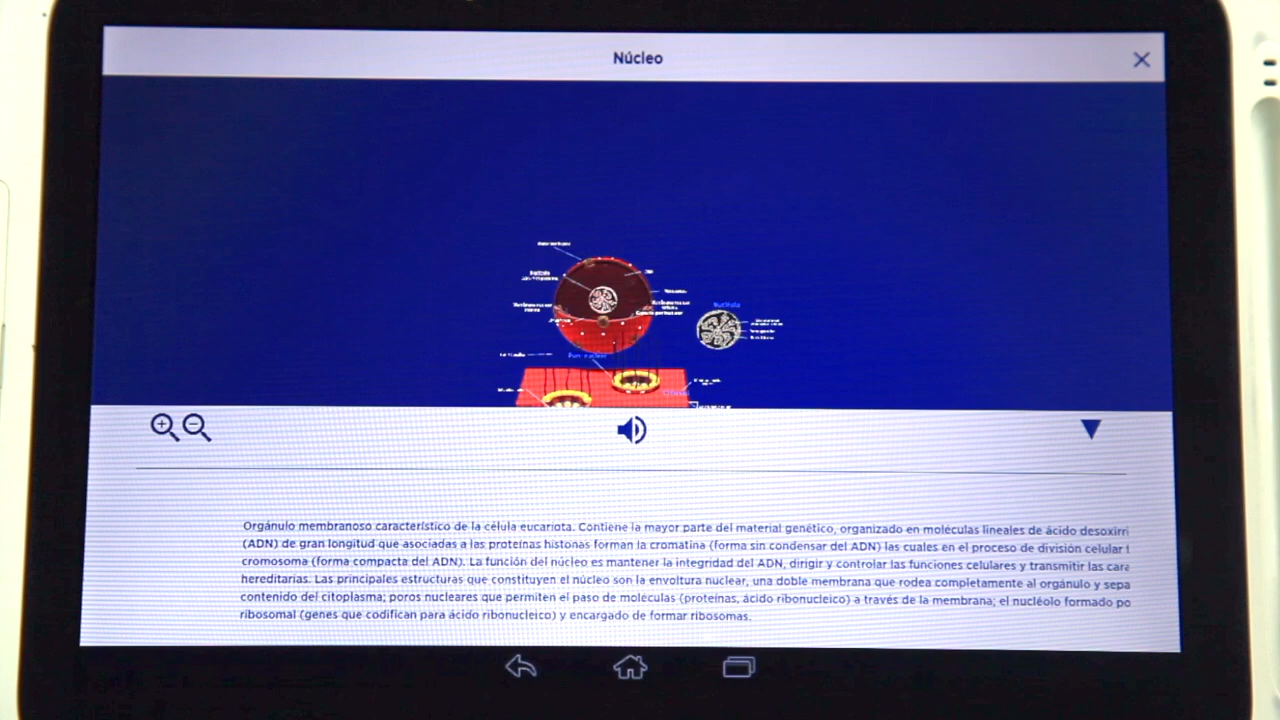 Núcleo
Nucléolo
Orgánulo membranoso característico de la célula eucariota. Contiene la mayor parte del material genético, organizado en moléculas lineales de ácido desoxirri
(ADN) de gran longitud que asociadas a las proteínas histonas forman la cromatina (forma sin condensar del ADN) las cuales en el proceso de división celular
cromosoma (forma compacta del ADN). La función del núcleo es mantener la integridad del ADN, dirigir y controlar las funciones celulares y transmitir las cara
hereditarias. Las principales estructuras que constituyen el núcleo son la envoltura nuclear, una doble membrana que rodea completamente al orgánulo y sepa
contenido del citoplasma; poros nucleares que permiten el paso de moléculas (proteínas, ácido ribonucleico) a través de la membrana; el nucléolo formado po
ribosomal (genes que codifican para ácido ribonucleico) y encargado de formar ribosomas.